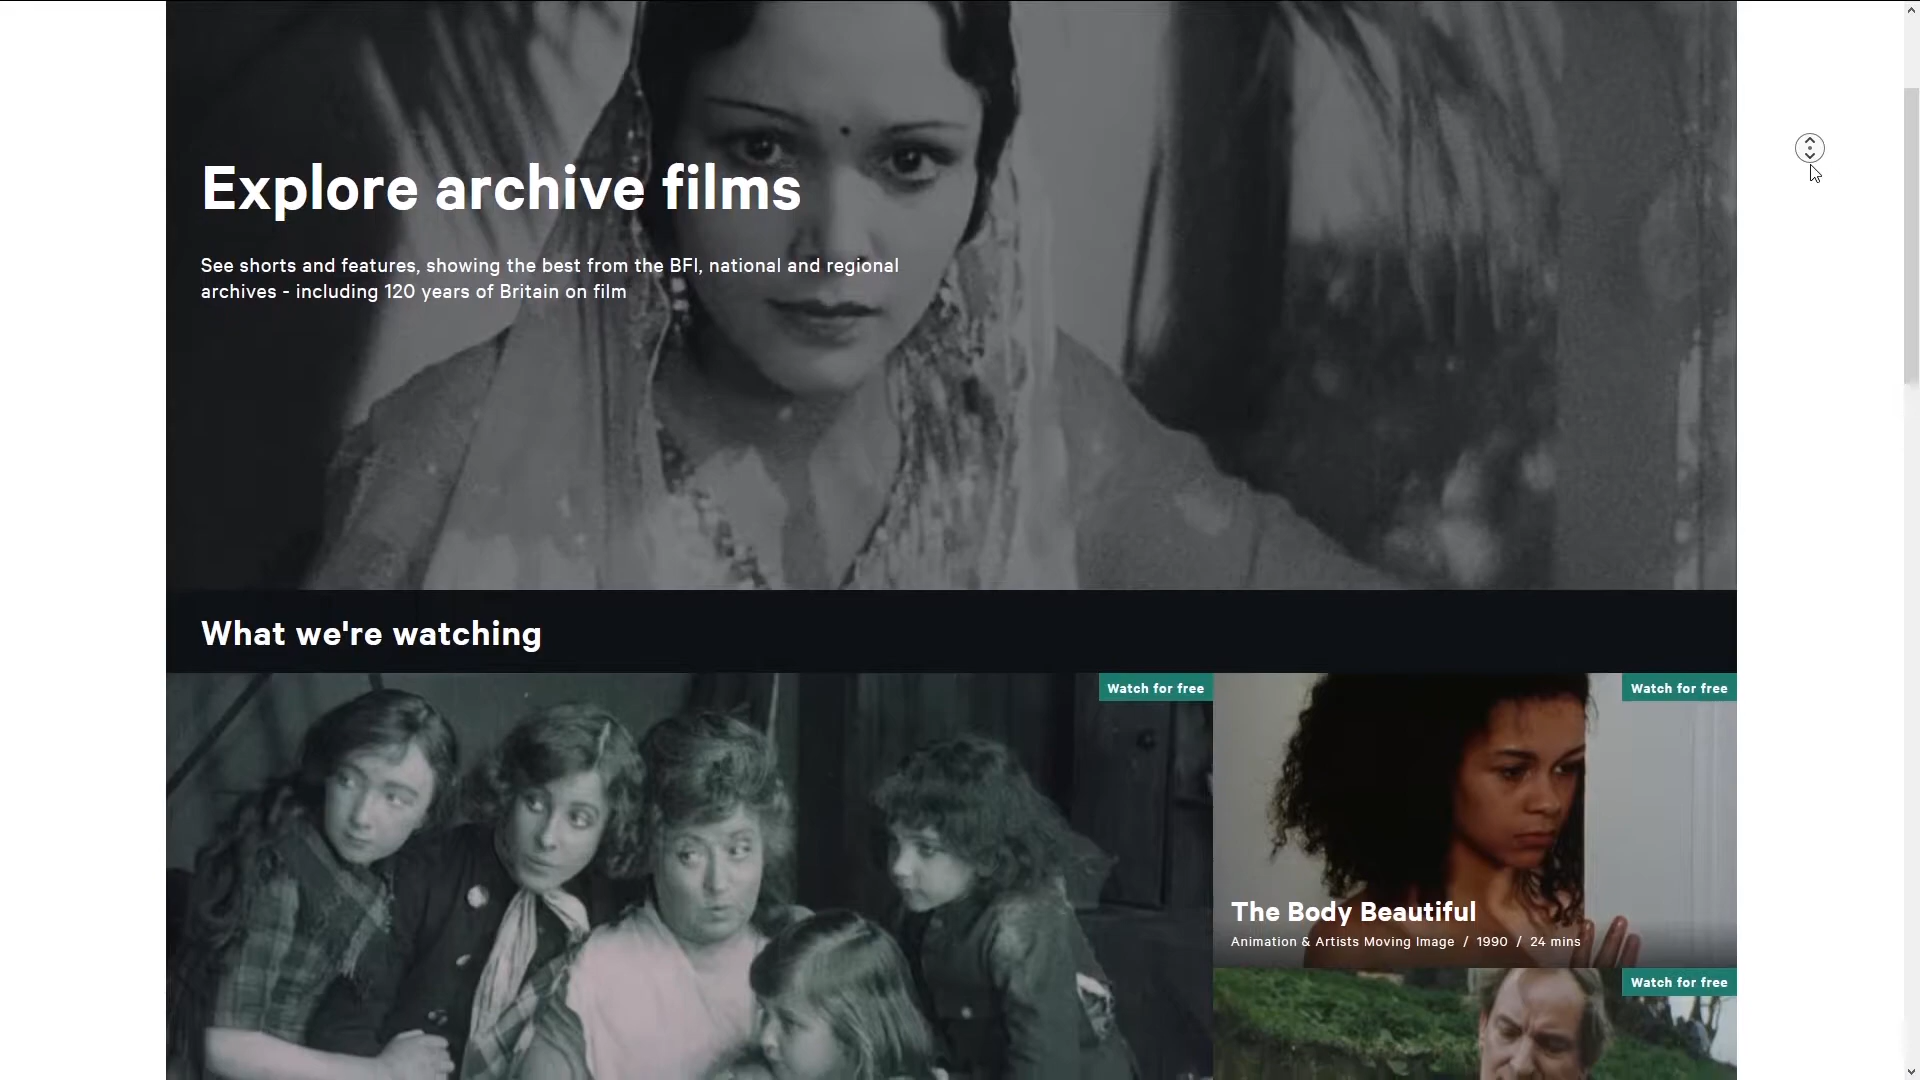 Explore archive films
See shorts and features, showing the best from the BFI, national and regional
archives - including 120 years of Britain on film
What we're watching
Watch for free
Watch for free
The Body Beautiful
Animation & Artists Moving Image / 1990 / 24 mins
Watch for free